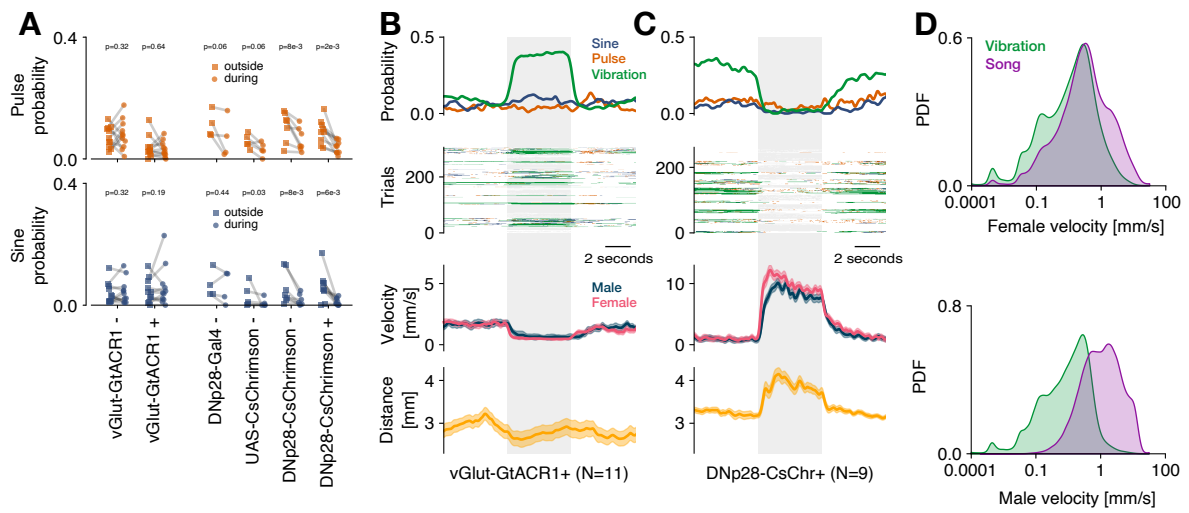 A
0.4
p=0.32 p=0.64 p=0.06 p=0.06 p=8e-3 p=2e-3
outside
during
Pulse
probability
0.0
0.4
p=0.32 p=0.19 p=0.44 p=0.03 p=8e-3 p=6e-3
outside
during
Sine
probability
0.0
vGlut-GtACR1 -
vGlut-GtACR1 +
DNp28-Gal4 -
UAS-CsChrimson -
DNp28-CsChrimson -
DNp28-CsChrimson +
B
0.5
Sine
Pulse
Vibration
Probability
0.0
200
Trials
0
2 seconds
Male
Female
5
Velocity
[mm/s]
0
4
Distance
[mm]
3
vGlut-GtACR1+ (N=11)
C
0.5
0.0
200
0
2 seconds
10
0
4
3
DNp28-CsChr+ (N=9)
D
0.6
Vibration
Song
PDF
0.0
0.0001 0.1 1 100
Female velocity [mm/s]
0.8
PDF
0.0
0.0001 0.1 1 100
Male velocity [mm/s]